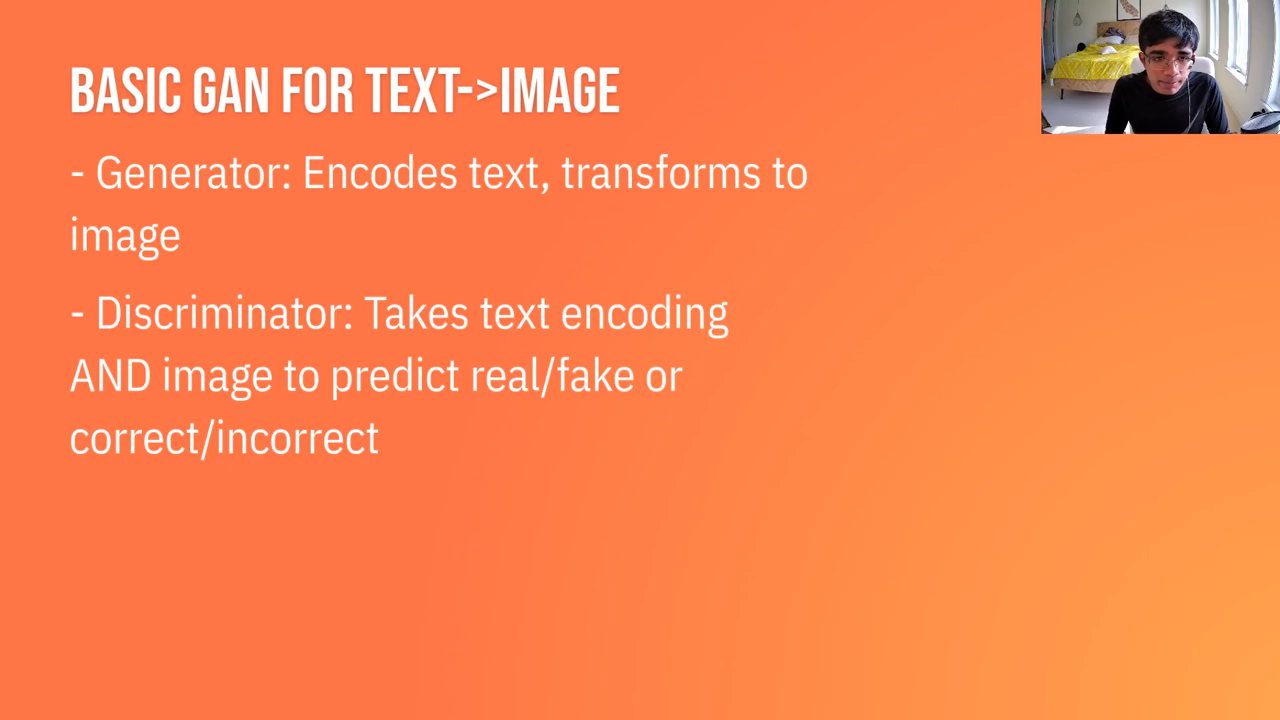 BASIC GAN FOR TEXT->IMAGE
- Generator: Encodes text, transforms to
image
- Discriminator: Takes text encoding
AND image to predict real/fake or
correct/incorrect